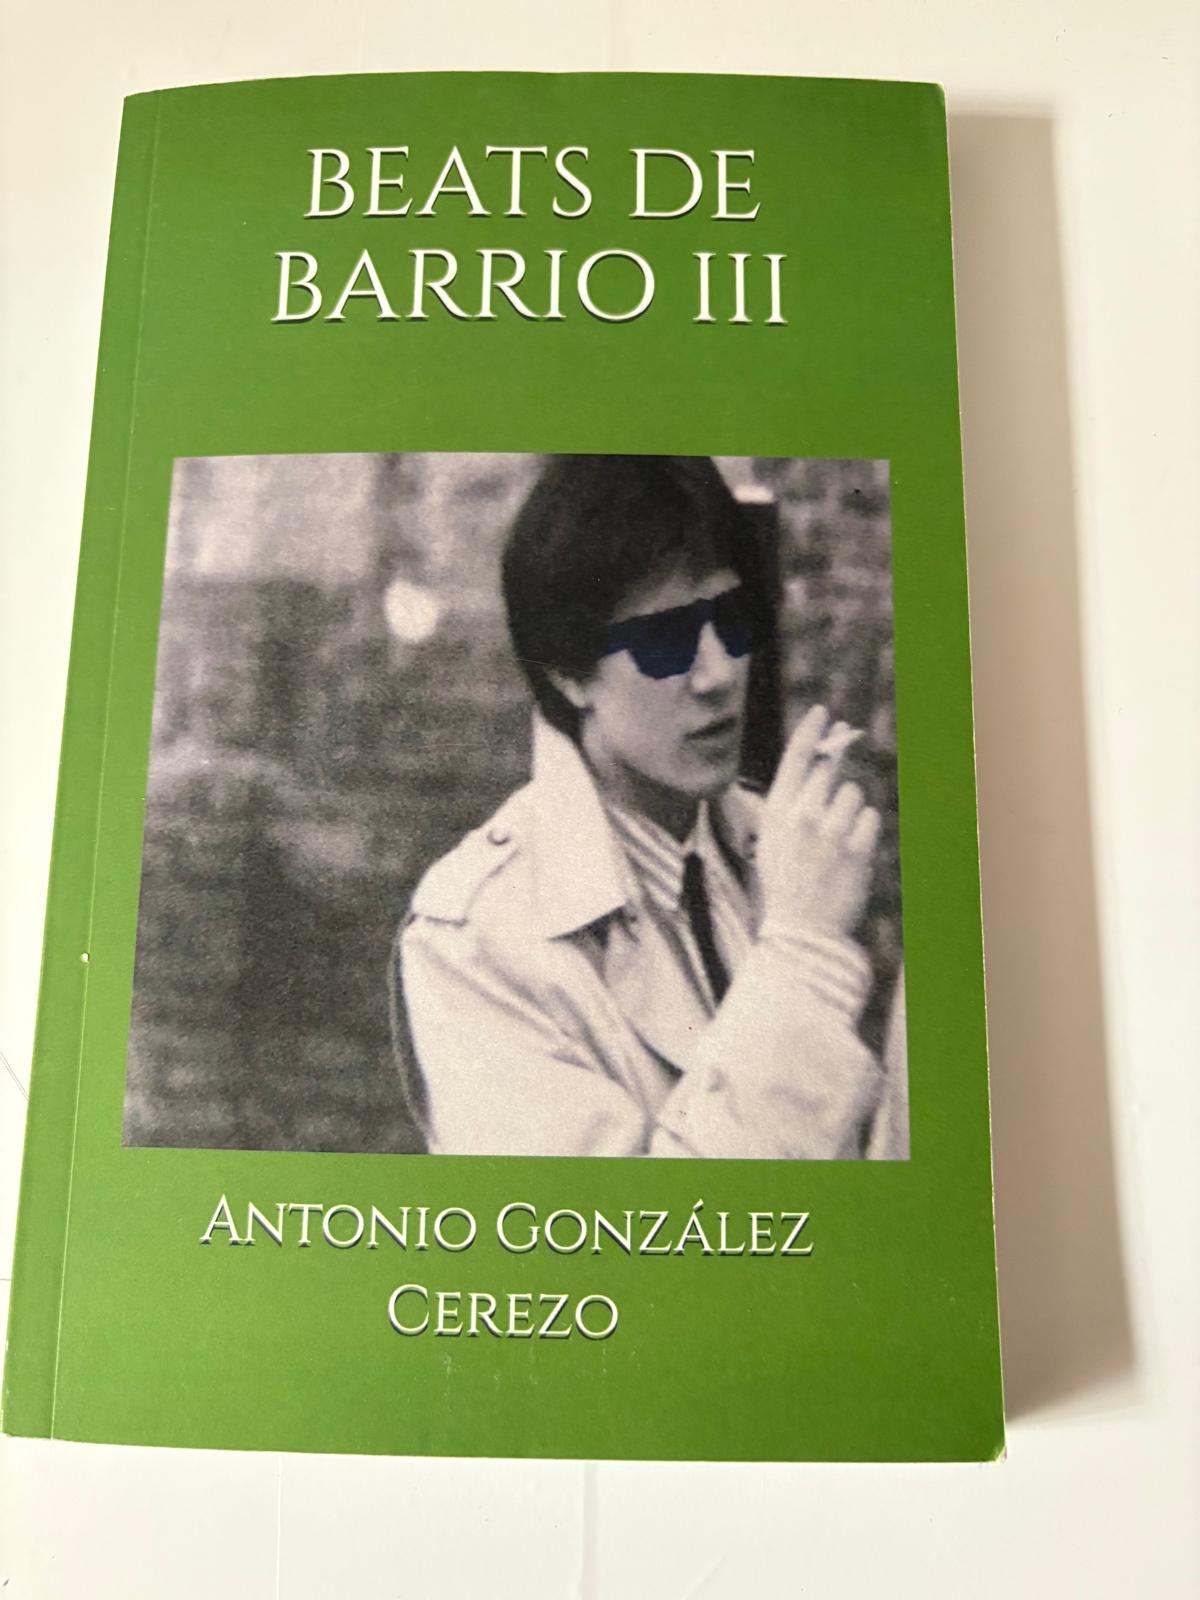 BEATS DE
BARRIO III
ANTONIO GONZÁLEZ
CEREZO